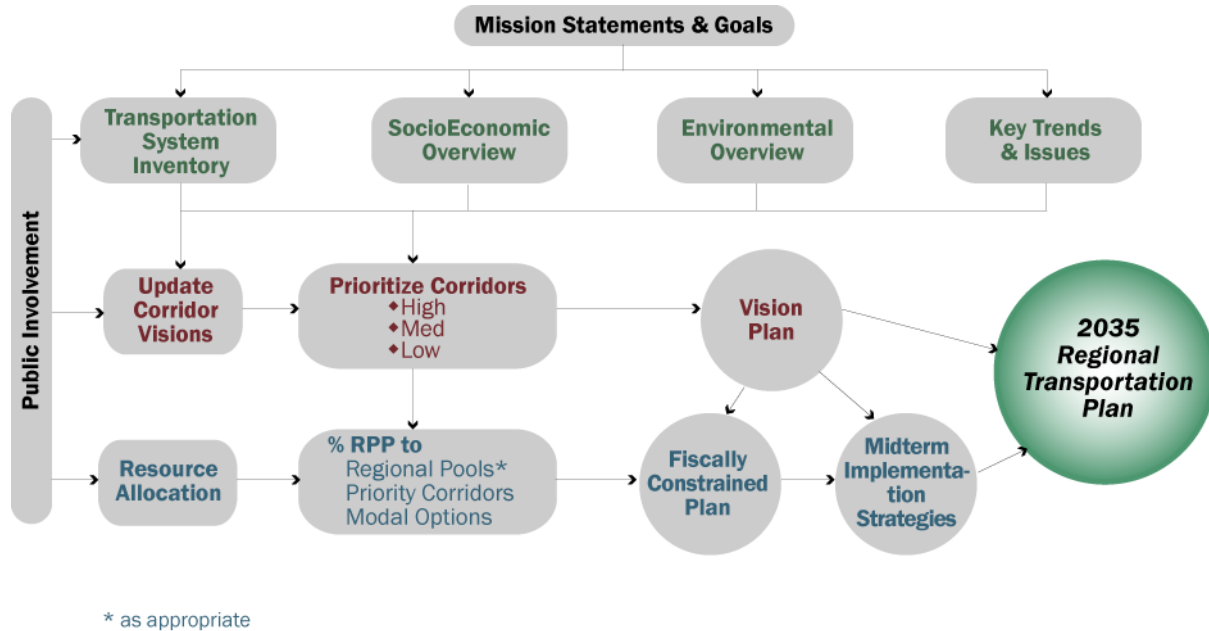 Mission Statements & Goals
Public Involvement
Transportation
System
Inventory
SocioEconomic
Overview
Environmental
Overview
Key Trends
& Issues
Update
Corridor
Visions
Prioritize Corridors
◆High
◆Med
◆Low
Vision
Plan
2035
Regional
Transportation
Plan
Resource
Allocation
% RPP to
Regional Pools*
Priority Corridors
Modal Options
Fiscally
Constrained
Plan
Midterm
Implementa-
tion
Strategies
* as appropriate